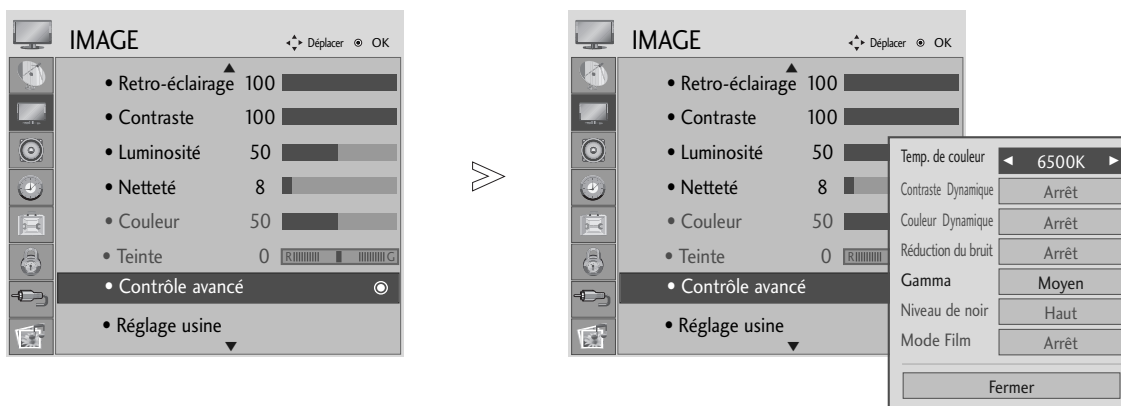 IMAGE
Déplacer OK
• Retro-éclairage 100
• Contraste 100
• Luminosité 50
• Netteté 8
• Couleur 50
• Teinte 0 R G
• Contrôle avancé
• Réglage usine
IMAGE
Déplacer OK
• Retro-éclairage 100
• Contraste 100
• Luminosité 50
• Netteté 8
• Couleur 50
• Teinte 0 R
• Contrôle avancé
• Réglage usine
Temp. de couleur 6500K
Contraste Dynamique Arrêt
Couleur Dynamique Arrêt
Réduction du bruit Arrêt
Gamma Moyen
Niveau de noir Haut
Mode Film Arrêt
Fermer